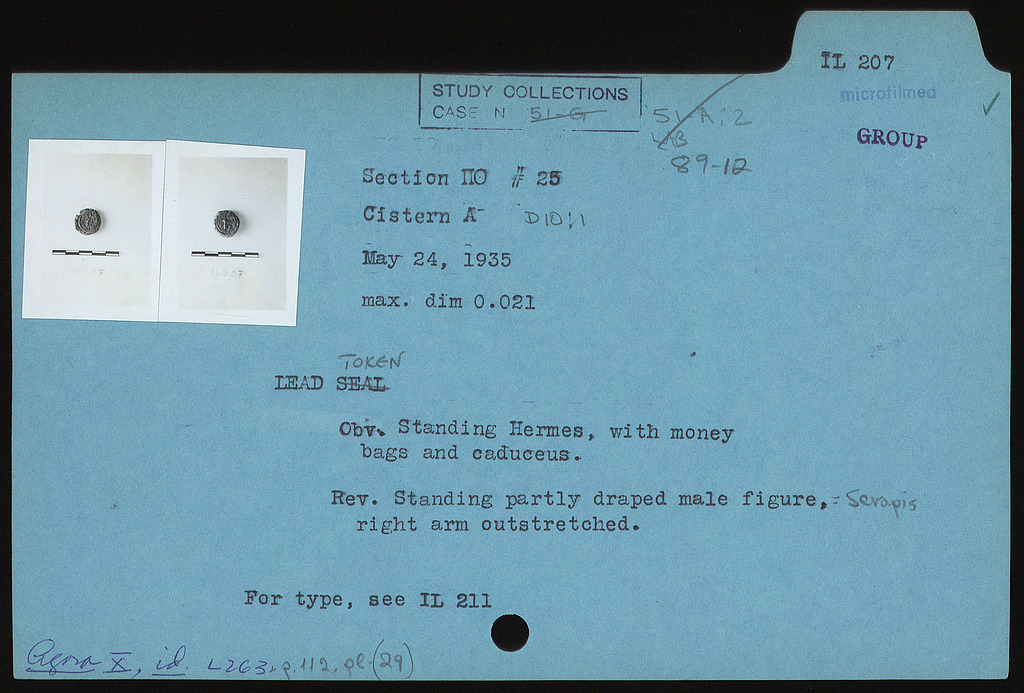 IL 207
microfilmed
GROUP
STUDY COLLECTIONS
CASE N 51-G
51 A:2
89-12
Section ΠΟ # 25
Cistern A D10:1
May 24, 1935
max. dim 0.021
IL207
TOKEN
LEAD SEAL
Obv. Standing Hermes, with money
bags and caduceus.
Rev. Standing partly draped male figure, = Serapis
right arm outstretched.
For type, see IL 211
Agora X, id. L263, p.112, pl (29)